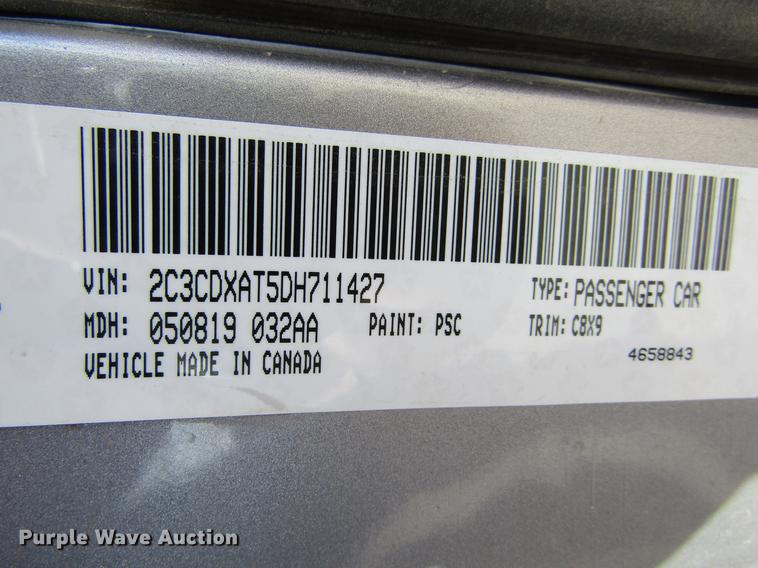 VIN: 2C3CDXAT5DH711427 TYPE: PASSENGER CAR
MDH: 050819 032AA PAINT: PSC TRIM: C8X9
VEHICLE MADE IN CANADA 4658843
Purple Wave Auction